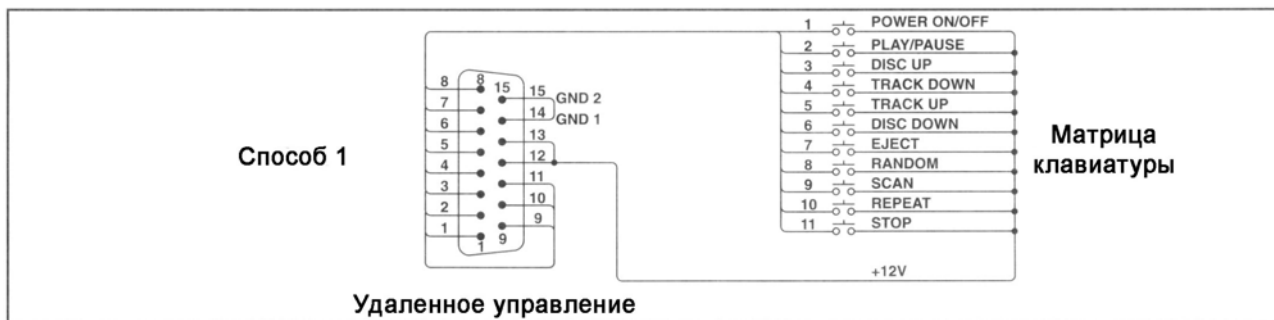 Способ 1
8
7
6
5
4
3
2
1
8
15
1
9
15 GND 2
14 GND 1
13
12
11
10
9
Удаленное управление
1 POWER ON/OFF
2 PLAY/PAUSE
3 DISC UP
4 TRACK DOWN
5 TRACK UP
6 DISC DOWN
7 EJECT
8 RANDOM
9 SCAN
10 REPEAT
11 STOP
+12V
Матрица
клавиатуры